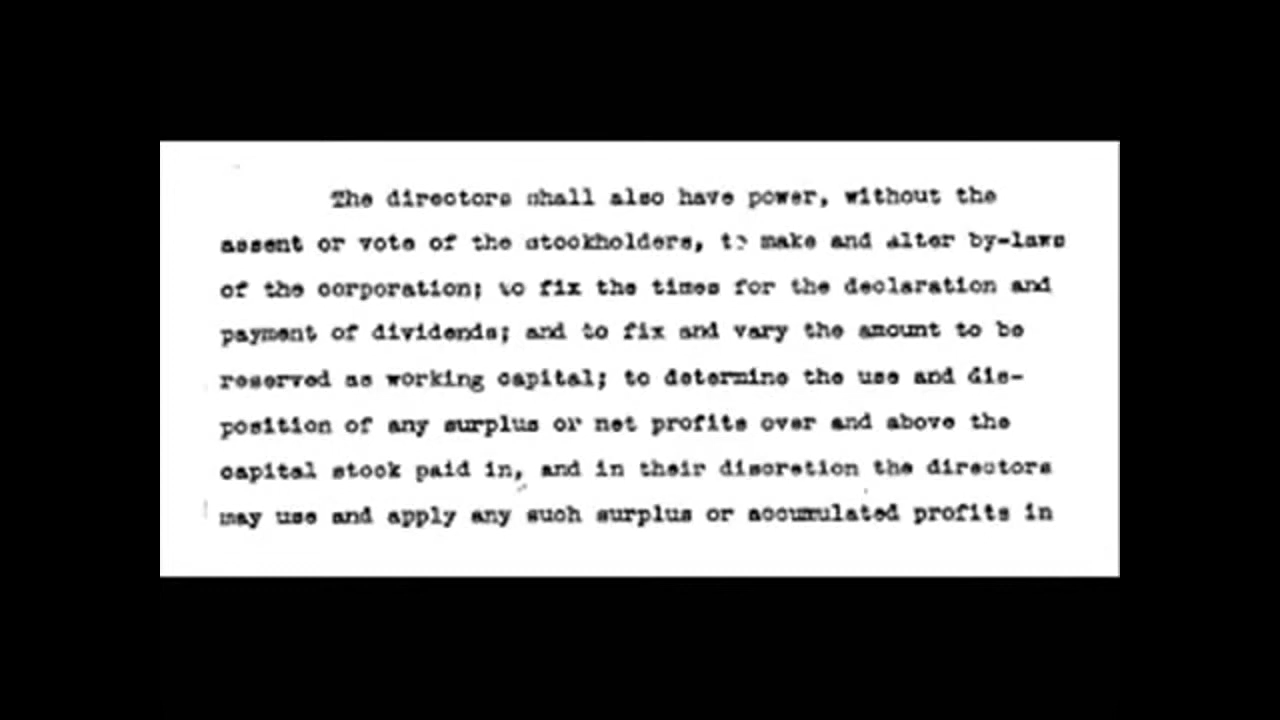 The directors shall also have power, without the
assent or vote of the stockholders, to make and alter by-laws
of the corporation; to fix the times for the declaration and
payment of dividends; and to fix and vary the amount to be
reserved as working capital; to determine the use and dis-
position of any surplus or net profits over and above the
capital stock paid in, and in their discretion the directors
may use and apply any such surplus or accumulated profits in